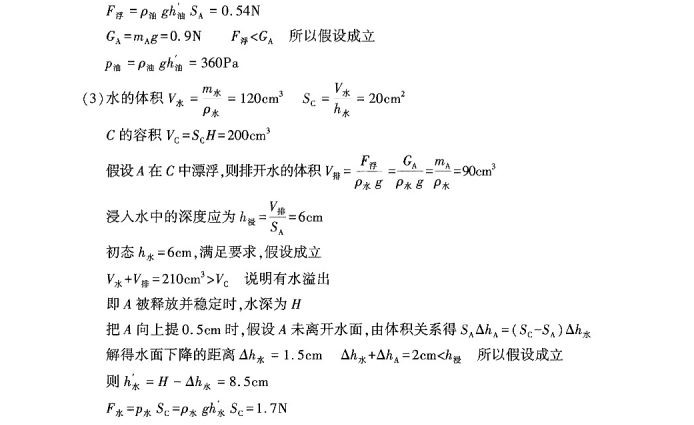 F浮 = ρ油 gh′油 SA = 0.54N
GA = mAg = 0.9N F浮<GA 所以假设成立
p油 = ρ油 gh′油 = 360Pa
(3)水的体积 V水 = m水/ρ水 = 120cm³ SC = V水/h水 = 20cm²
C 的容积 VC=SCH=200cm³
假设 A 在 C 中漂浮,则排开水的体积 V排 = F浮/ρ水 g = GA/ρ水 g = mA/ρ水 =90cm³
浸入水中的深度应为 h浸 = V排/SA =6cm
初态 h水 =6cm,满足要求,假设成立
V水+V排=210cm³>VC 说明有水溢出
即 A 被释放并稳定时,水深为 H
把 A 向上提 0.5cm 时,假设 A 未离开水面,由体积关系得 SAΔhA=(SC-SA)Δh水
解得水面下降的距离 Δh水 = 1.5cm Δh水+ΔhA=2cm<h浸 所以假设成立
则 h′水 = H - Δh水 = 8.5cm
F水 =p水 SC=ρ水 gh′水 SC=1.7N